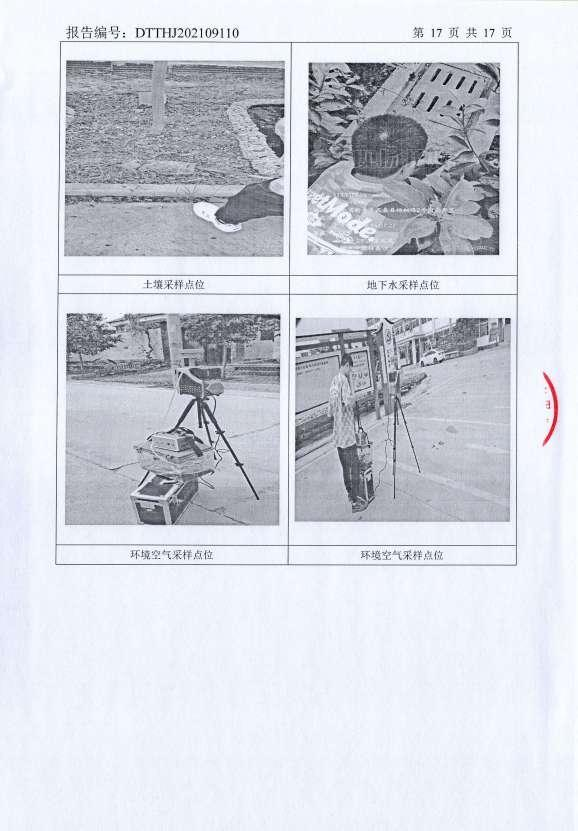 报告编号：DTTHJ202109110
第 17 页 共 17 页
土壤采样点位
地下水采样点位
环境空气采样点位
环境空气采样点位